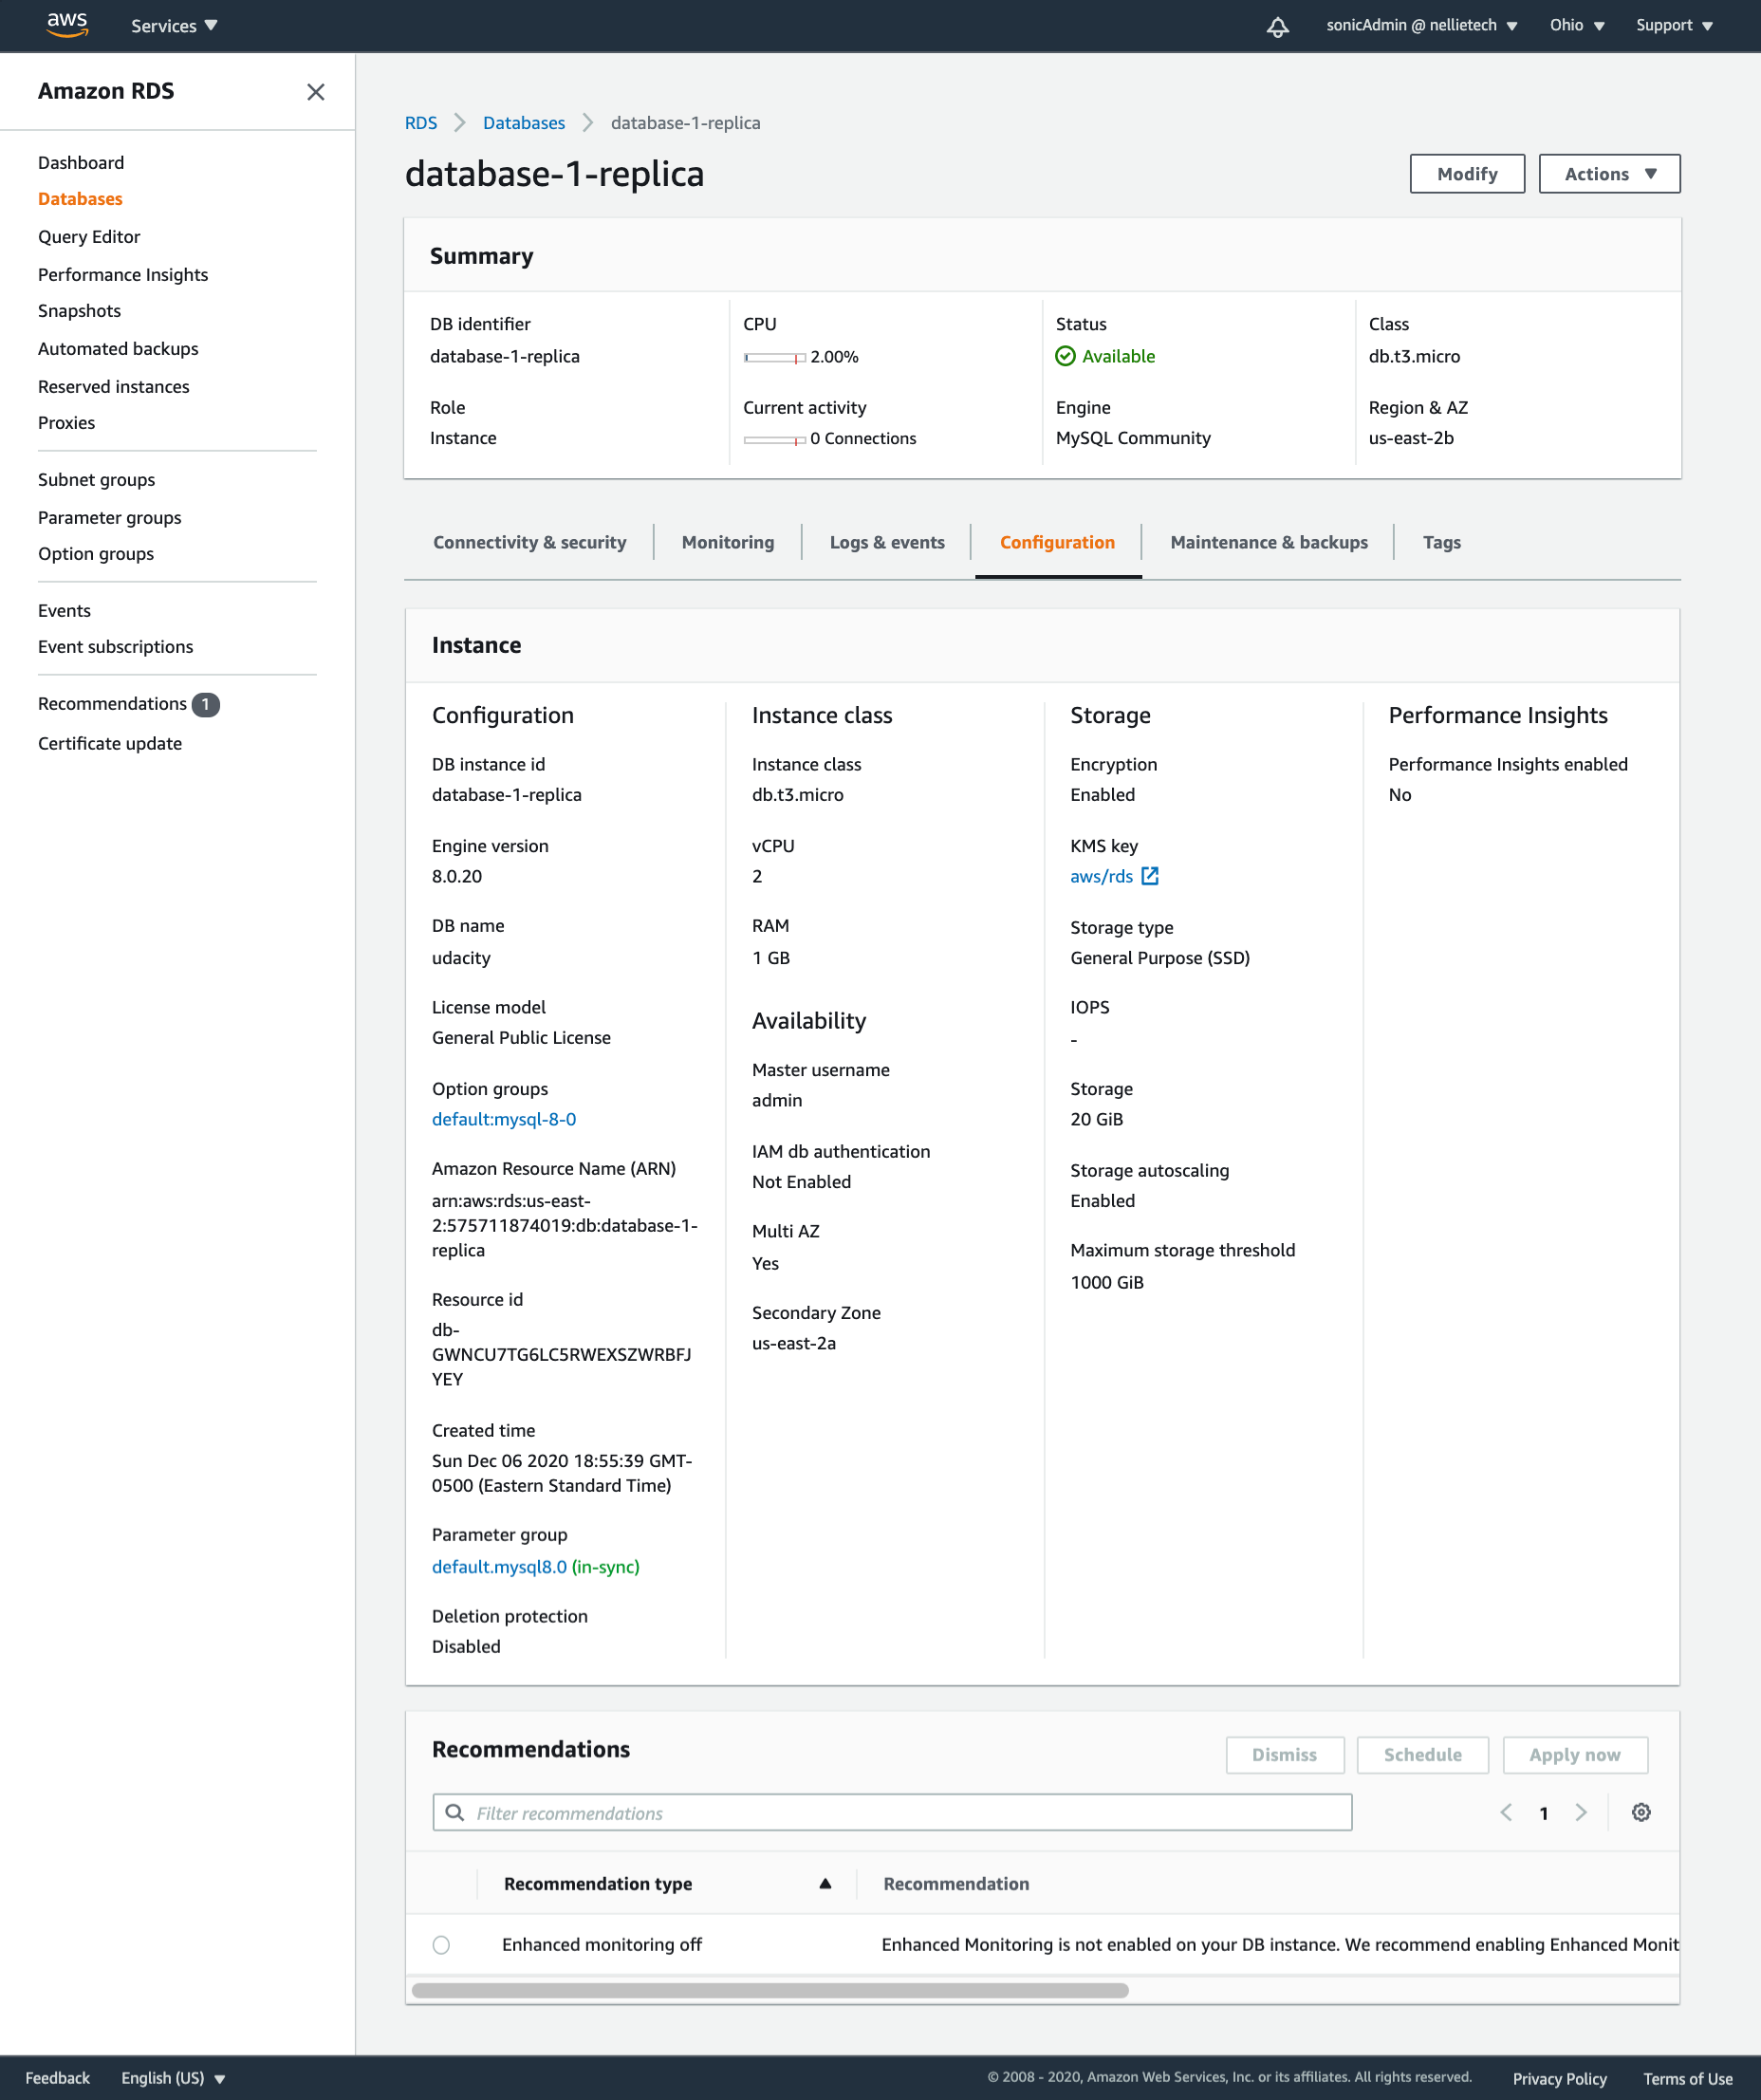 aws
Services
sonicAdmin @ nellietech
Ohio
Support
Amazon RDS
Dashboard
Databases
Query Editor
Performance Insights
Snapshots
Automated backups
Reserved instances
Proxies
Subnet groups
Parameter groups
Option groups
Events
Event subscriptions
Recommendations 1
Certificate update
RDS
Databases
database-1-replica
database-1-replica
Modify
Actions
Summary
DB identifier
database-1-replica
CPU
2.00%
Status
Available
Class
db.t3.micro
Role
Instance
Current activity
0 Connections
Engine
MySQL Community
Region & AZ
us-east-2b
Connectivity & security
Monitoring
Logs & events
Configuration
Maintenance & backups
Tags
Instance
Configuration
DB instance id
database-1-replica
Engine version
8.0.20
DB name
udacity
License model
General Public License
Option groups
default:mysql-8-0
Amazon Resource Name (ARN)
arn:aws:rds:us-east-
2:575711874019:db:database-1-
replica
Resource id
db-
GWNCU7TG6LC5RWEXSZWRBFJ
YEY
Created time
Sun Dec 06 2020 18:55:39 GMT-
0500 (Eastern Standard Time)
Parameter group
default.mysql8.0 (in-sync)
Deletion protection
Disabled
Instance class
Instance class
db.t3.micro
vCPU
2
RAM
1 GB
Availability
Master username
admin
IAM db authentication
Not Enabled
Multi AZ
Yes
Secondary Zone
us-east-2a
Storage
Encryption
Enabled
KMS key
aws/rds
Storage type
General Purpose (SSD)
IOPS
-
Storage
20 GiB
Storage autoscaling
Enabled
Maximum storage threshold
1000 GiB
Performance Insights
Performance Insights enabled
No
Recommendations
Dismiss
Schedule
Apply now
Filter recommendations
1
Recommendation type
Recommendation
Enhanced monitoring off
Enhanced Monitoring is not enabled on your DB instance. We recommend enabling Enhanced Monit
Feedback
English (US)
© 2008 - 2020, Amazon Web Services, Inc. or its affiliates. All rights reserved.
Privacy Policy
Terms of Use